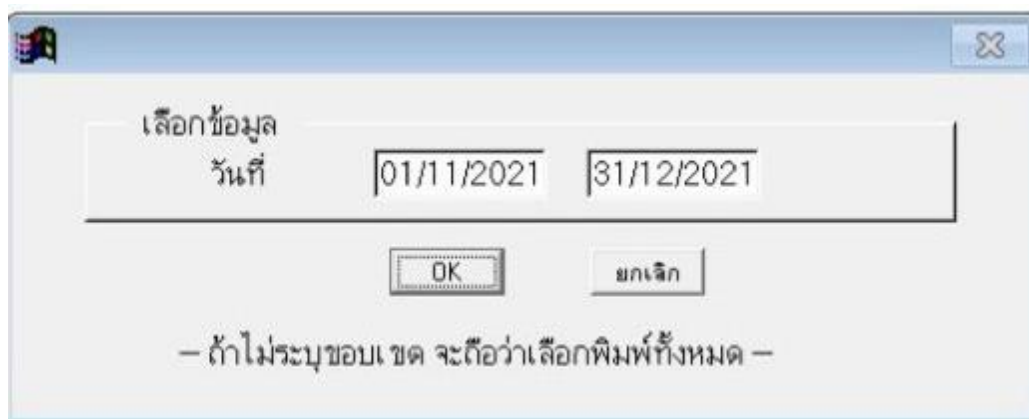 เลือกข้อมูล
วันที่ 01/11/2021 31/12/2021
OK ยกเลิก
– ถ้าไม่ระบุขอบเขต จะถือว่าเลือกพิมพ์ทั้งหมด –